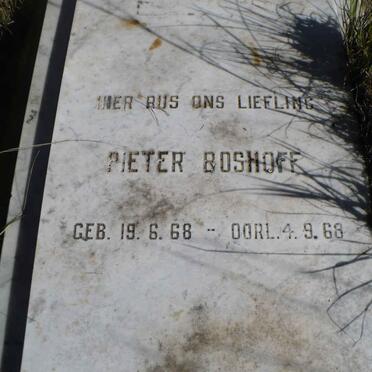 HIER RUS ONS LIEFLING
PIETER BOSHOFF
GEB. 19.6.68 - OORL. 4.9.68